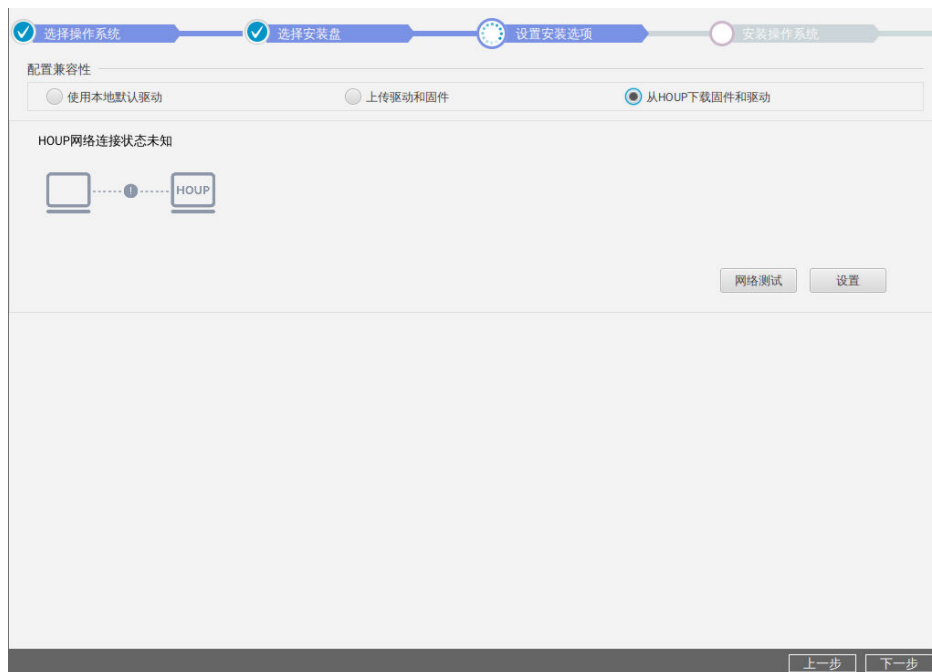 选择操作系统 选择安装盘 设置安装选项 安装操作系统
配置兼容性
使用本地默认驱动 上传驱动和固件 从HOUP下载固件和驱动
HOUP网络连接状态未知
HOUP
网络测试 设置
上一步 下一步